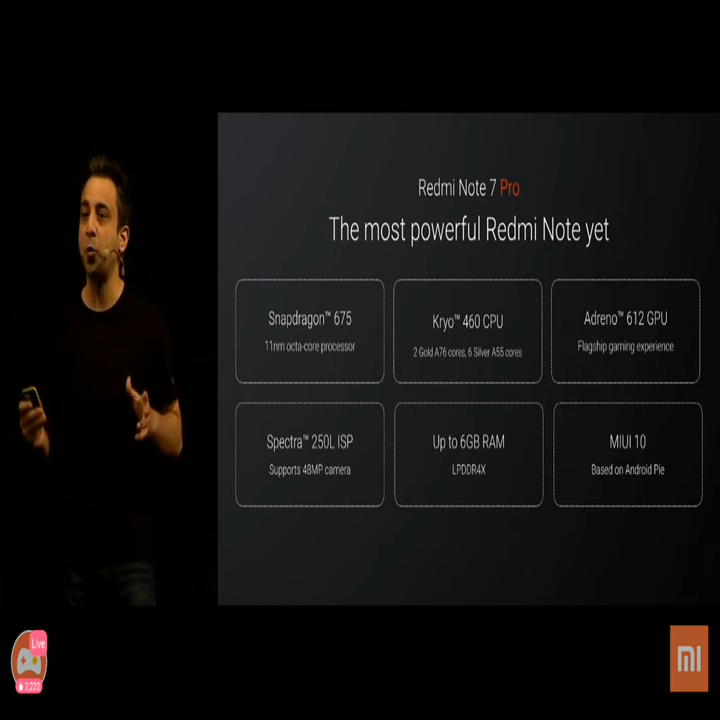 Redmi Note 7 Pro
The most powerful Redmi Note yet
Snapdragon™ 675
11nm octa-core processor
Kryo™ 460 CPU
2 Gold A76 cores, 6 Silver A55 cores
Adreno™ 612 GPU
Flagship gaming experience
Spectra™ 250L ISP
Supports 48MP camera
Up to 6GB RAM
LPDDR4X
MIUI 10
Based on Android Pie
Live
2,222
MI